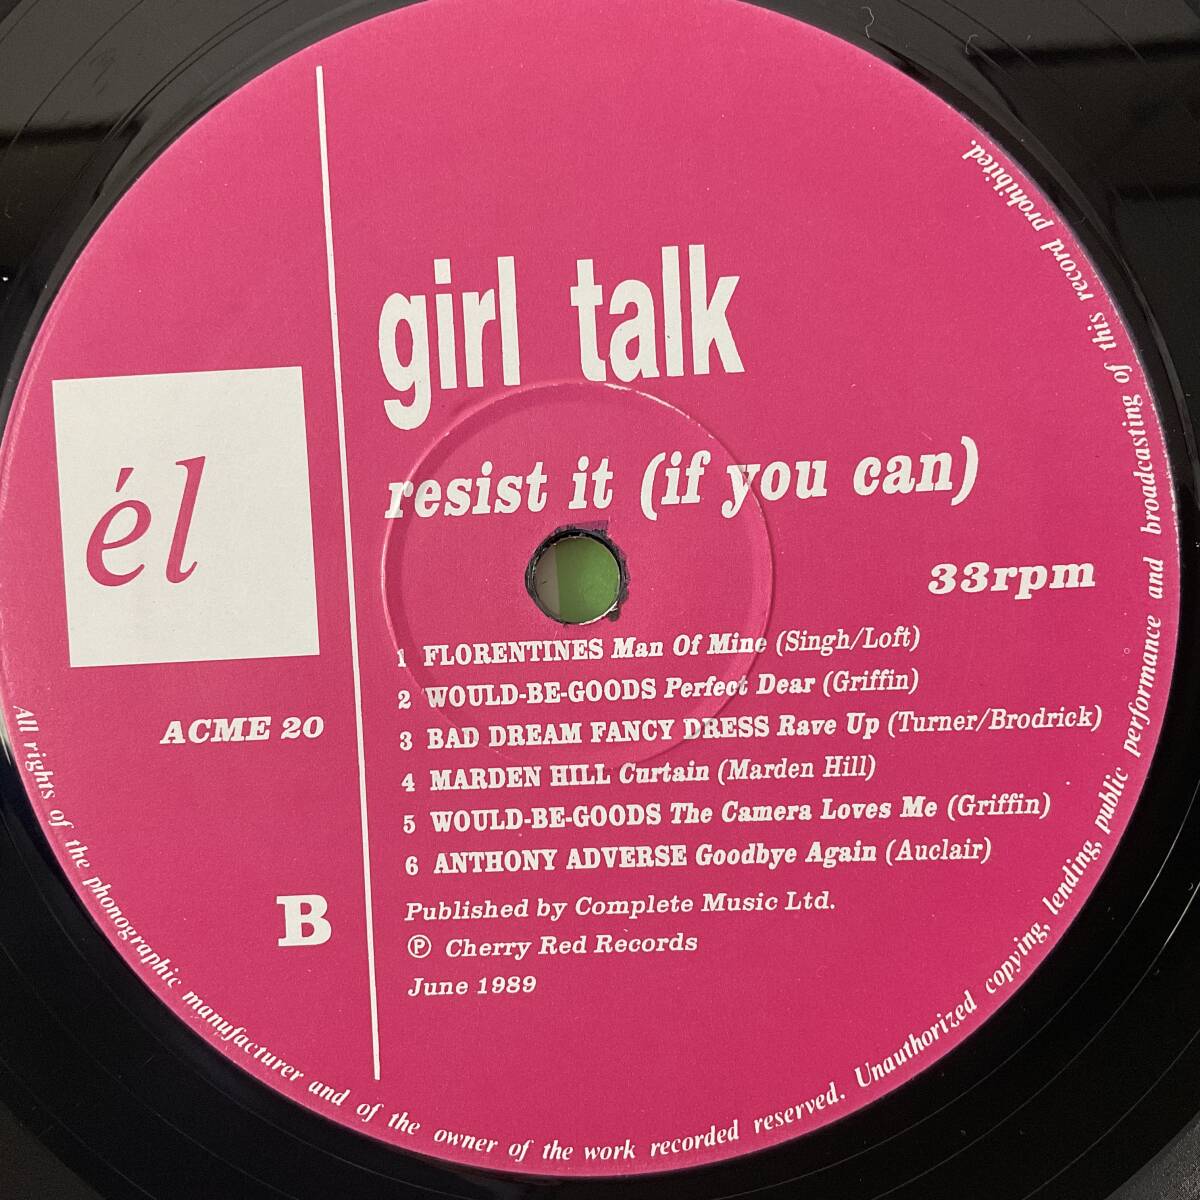 girl talk
resist it (if you can)
33rpm
él
ACME 20
B
1 FLORENTINES Man Of Mine (Singh/Loft)
2 WOULD-BE-GOODS Perfect Dear (Griffin)
3 BAD DREAM FANCY DRESS Rave Up (Turner/Brodrick)
4 MARDEN HILL Curtain (Marden Hill)
5 WOULD-BE-GOODS The Camera Loves Me (Griffin)
6 ANTHONY ADVERSE Goodbye Again (Auclair)
Published by Complete Music Ltd.
Ⓟ Cherry Red Records
June 1989
All rights of the phonographic manufacturer and of the owner of the work recorded reserved. Unauthorized copying, lending, public performance and broadcasting of this record prohibited.